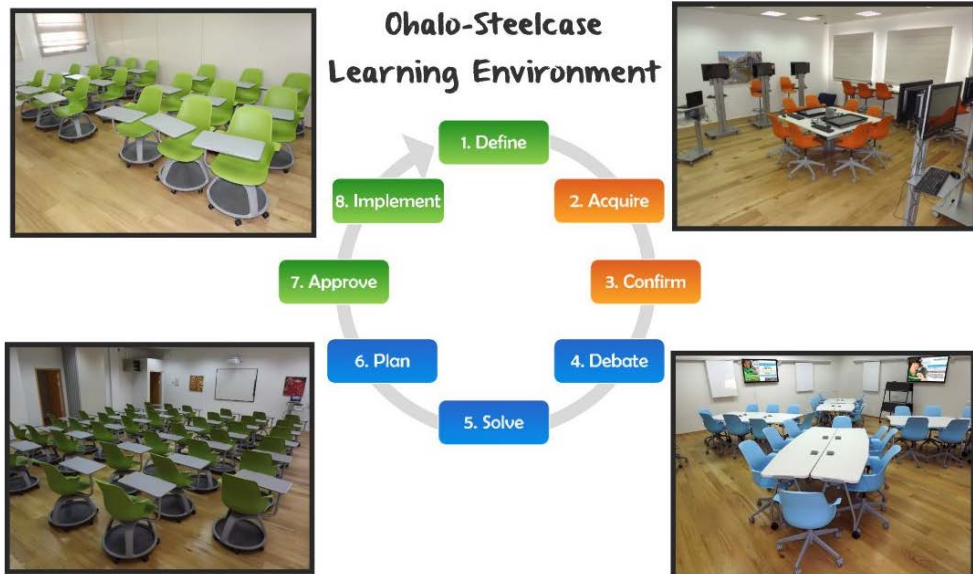 Ohalo-Steelcase
Learning Environment
1. Define
2. Acquire
3. Confirm
4. Debate
5. Solve
6. Plan
7. Approve
8. Implement